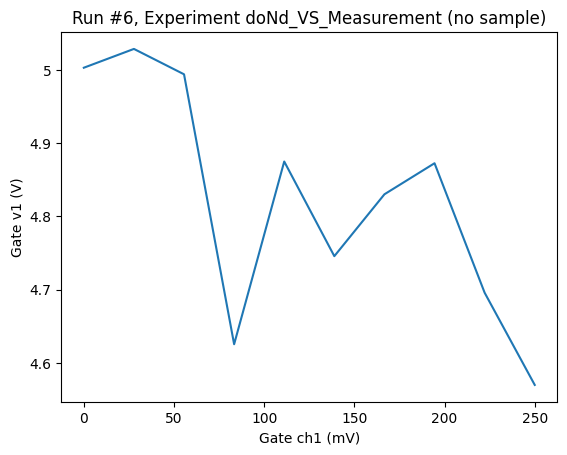 Run #6, Experiment doNd_VS_Measurement (no sample)
5
4.9
4.8
4.7
4.6
Gate v1 (V)
0 50 100 150 200 250
Gate ch1 (mV)